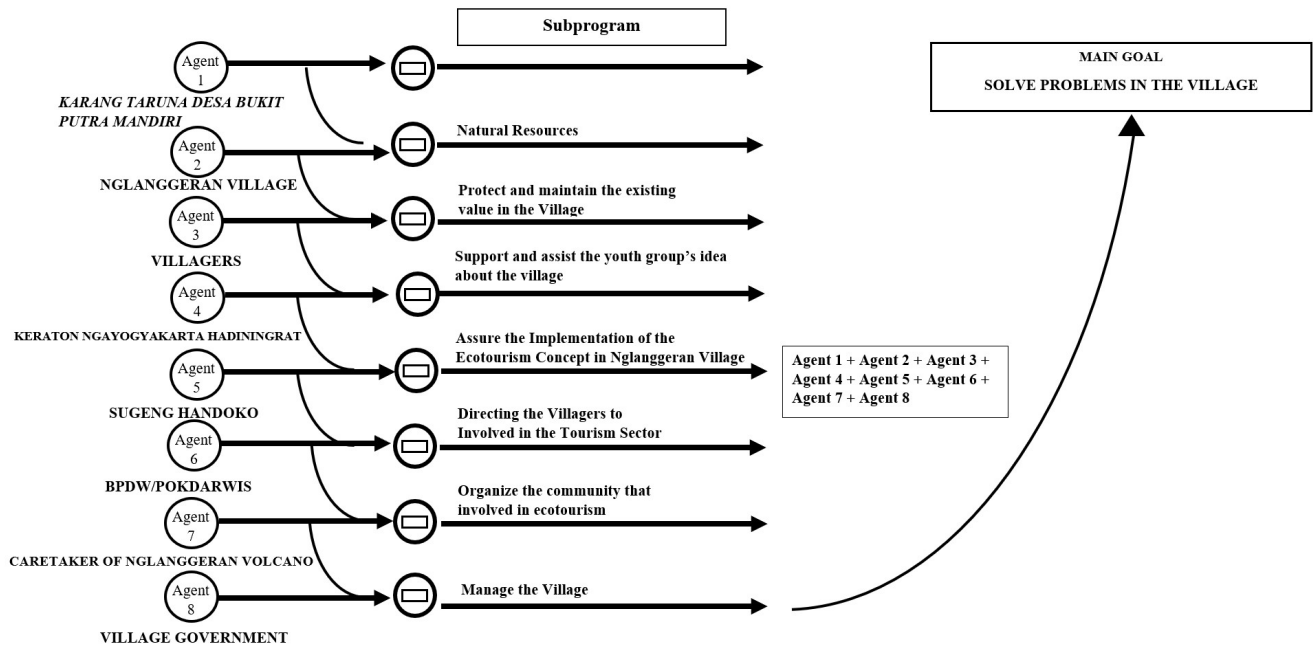 Subprogram
Agent
1
KARANG TARUNA DESA BUKIT
PUTRA MANDIRI
MAIN GOAL
SOLVE PROBLEMS IN THE VILLAGE
Agent
2
NGLANGGERAN VILLAGE
Natural Resources
Agent
3
VILLAGERS
Protect and maintain the existing
value in the Village
Agent
4
KERATON NGAYOGYAKARTA HADININGRAT
Support and assist the youth group's idea
about the village
Agent
5
SUGENG HANDOKO
Assure the Implementation of the
Ecotourism Concept in Nglanggeran Village
Agent 1 + Agent 2 + Agent 3 +
Agent 4 + Agent 5 + Agent 6 +
Agent 7 + Agent 8
Agent
6
BPDW/POKDARWIS
Directing the Villagers to
Involved in the Tourism Sector
Agent
7
CARETAKER OF NGLANGGERAN VOLCANO
Organize the community that
involved in ecotourism
Agent
8
VILLAGE GOVERNMENT
Manage the Village